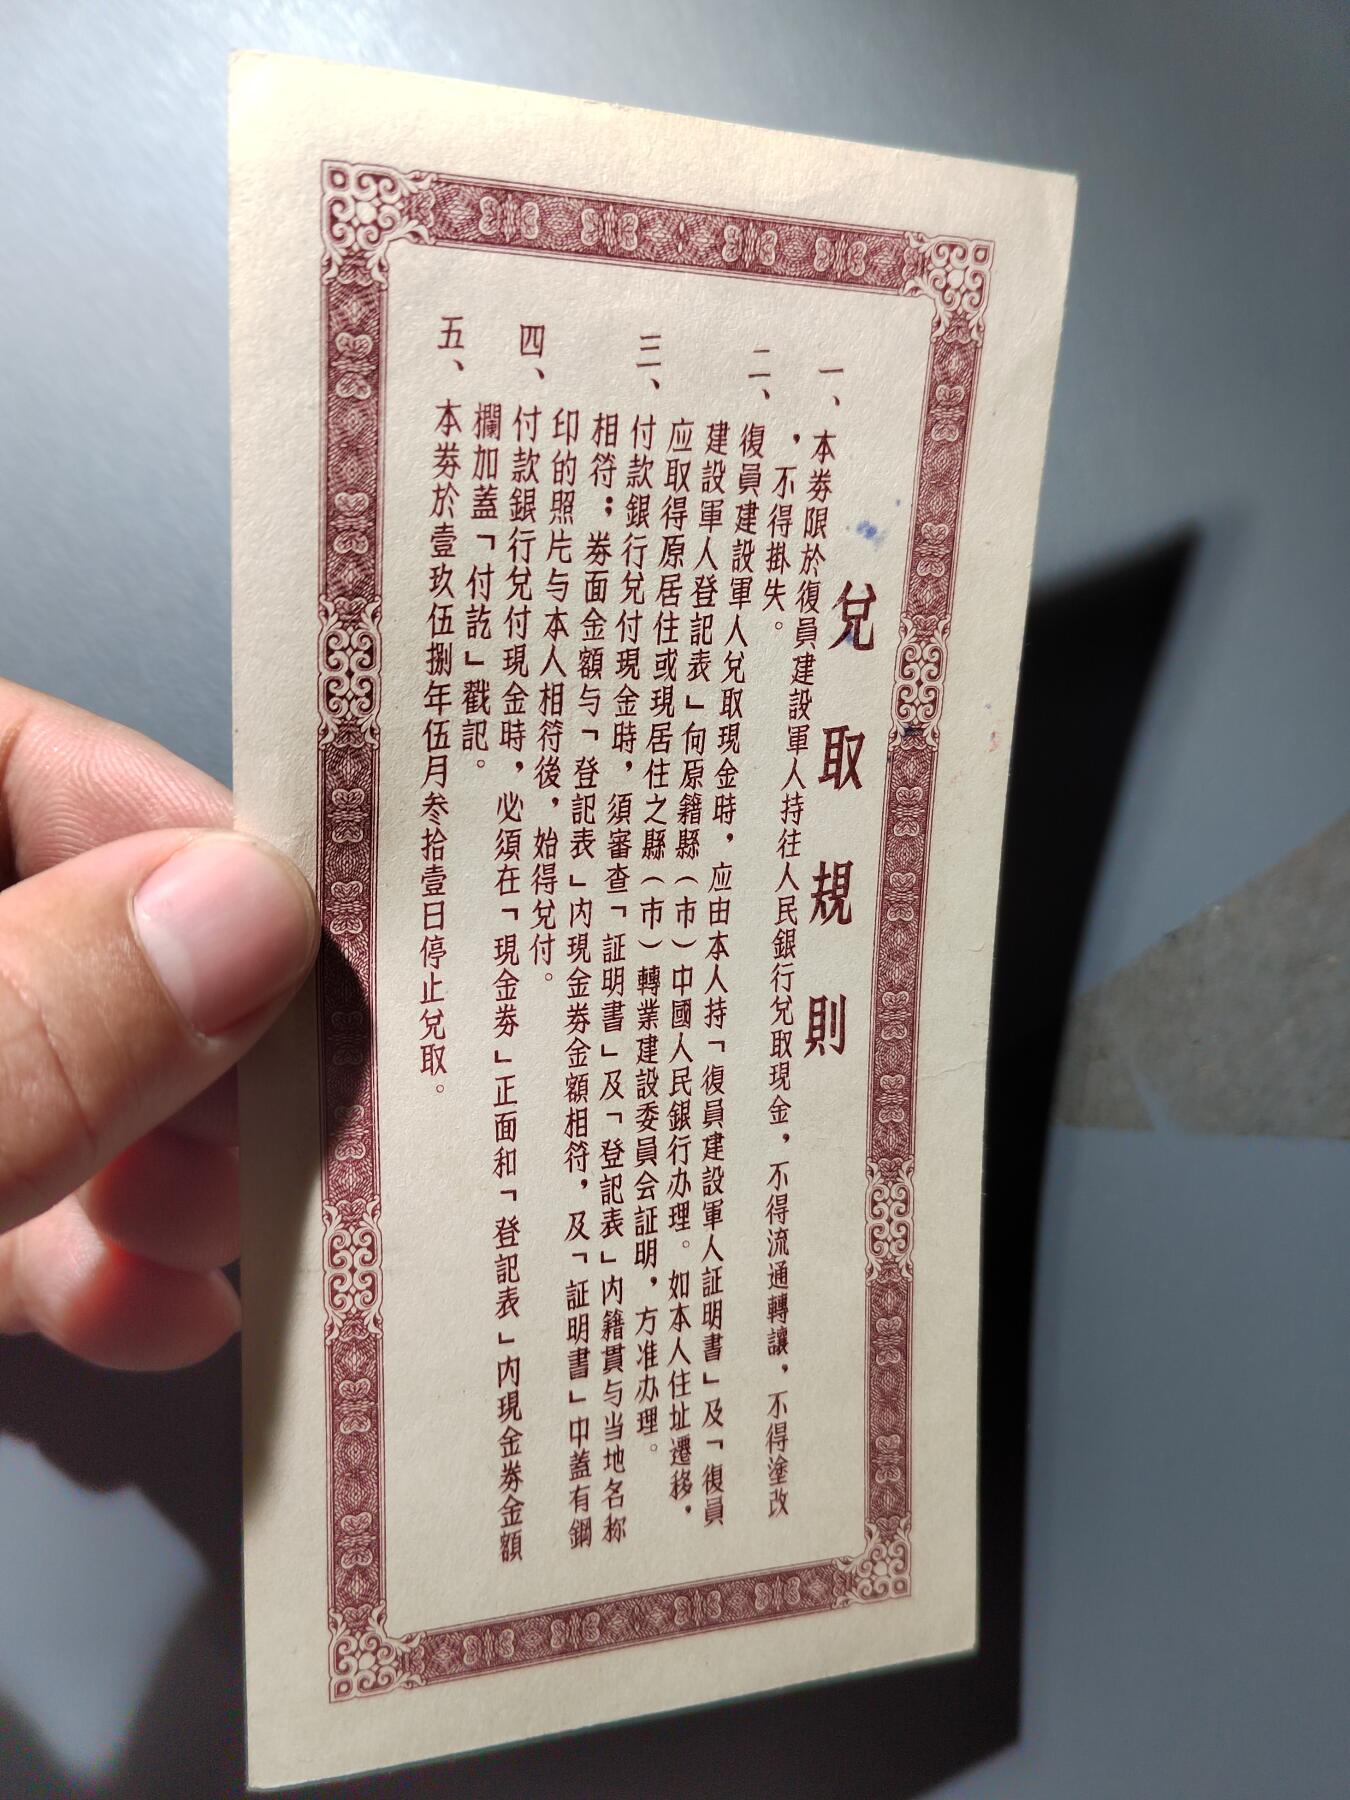 兌取規則
一、本券限於復員建設軍人持往人民銀行兌取現金，不得流通轉讓，不得塗改
，不得掛失。
二、復員建設軍人兌取現金時，应由本人持「復員建設軍人証明書」及「復員
建設軍人登記表」向原籍縣（市）中國人民銀行办理。如本人住址遷移，
应取得原居住或現居住之縣（市）轉業建設委員会証明，方准办理。
三、付款銀行兌付現金時，須審查「証明書」及「登記表」内籍貫与当地名称
相符；券面金額与「登記表」内現金券金額相符，及「証明書」中蓋有鋼
印的照片与本人相符後，始得兌付。
四、付款銀行兌付現金時，必須在「現金券」正面和「登記表」内現金券金額
欄加蓋「付訖」戳記。
五、本券於壹玖伍捌年伍月叁拾壹日停止兌取。